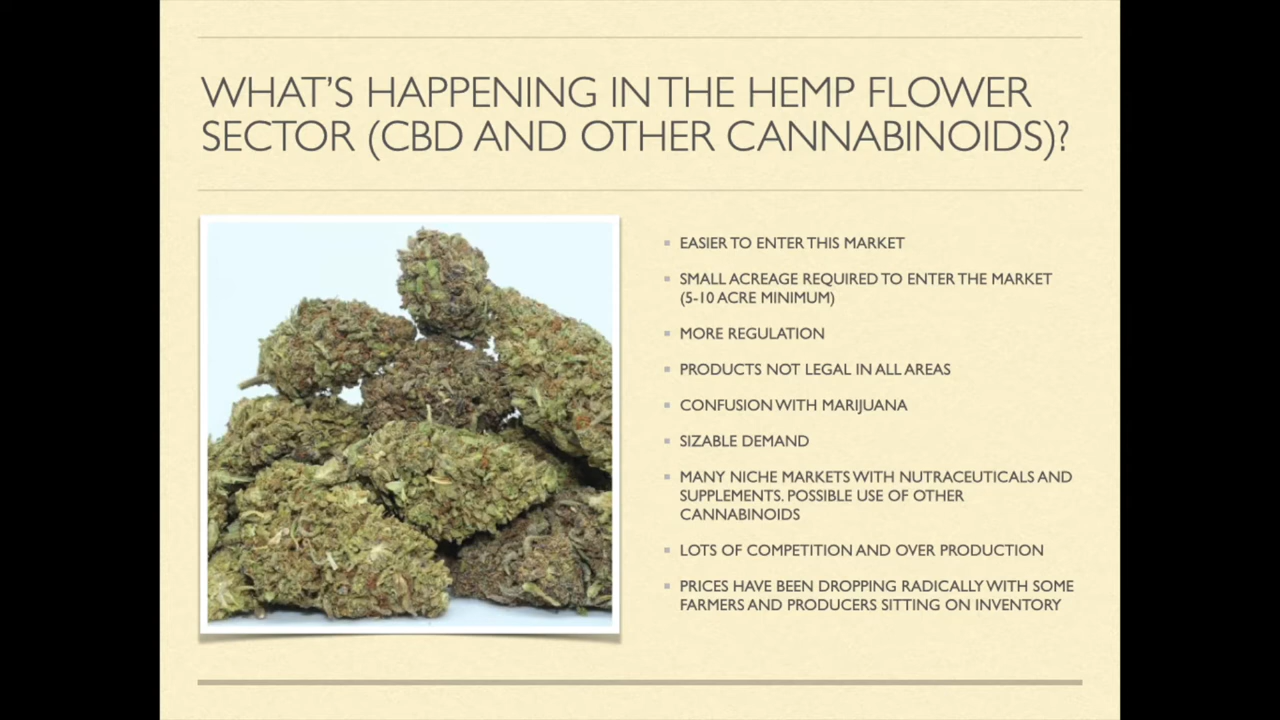 WHAT'S HAPPENING IN THE HEMP FLOWER
SECTOR (CBD AND OTHER CANNABINOIDS)?
EASIER TO ENTER THIS MARKET
SMALL ACREAGE REQUIRED TO ENTER THE MARKET
(5-10 ACRE MINIMUM)
MORE REGULATION
PRODUCTS NOT LEGAL IN ALL AREAS
CONFUSION WITH MARIJUANA
SIZABLE DEMAND
MANY NICHE MARKETS WITH NUTRACEUTICALS AND
SUPPLEMENTS. POSSIBLE USE OF OTHER
CANNABINOIDS
LOTS OF COMPETITION AND OVER PRODUCTION
PRICES HAVE BEEN DROPPING RADICALLY WITH SOME
FARMERS AND PRODUCERS SITTING ON INVENTORY